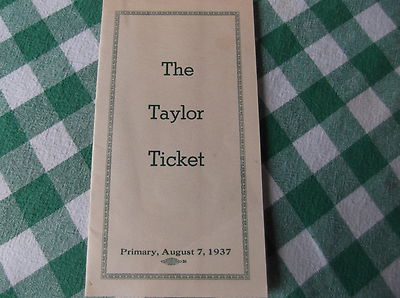 The
Taylor
Ticket
Primary, August 7, 1937